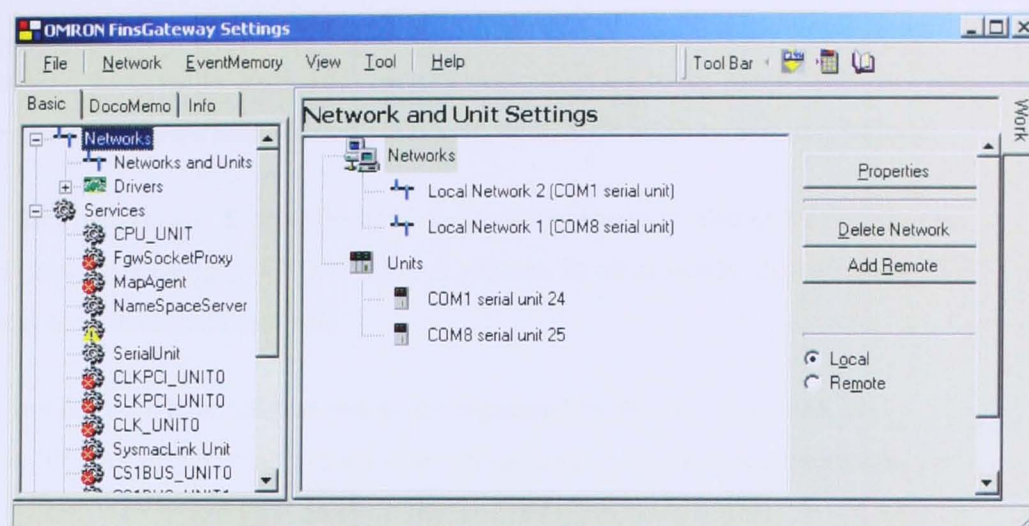 OMRON FinsGateway Settings
File Network EventMemory View Tool Help Tool Bar
Basic DocoMemo Info
Networks
Networks and Units
Drivers
Services
CPU_UNIT
FgwSocketProxy
MapAgent
NameSpaceServer
SerialUnit
CLKPCI_UNIT0
SLKPCI_UNIT0
CLK_UNIT0
SysmacLink Unit
CS1BUS_UNIT0
Network and Unit Settings
Networks
Local Network 2 (COM1 serial unit)
Local Network 1 (COM8 serial unit)
Units
COM1 serial unit 24
COM8 serial unit 25
Properties
Delete Network
Add Remote
Local
Remote
Work